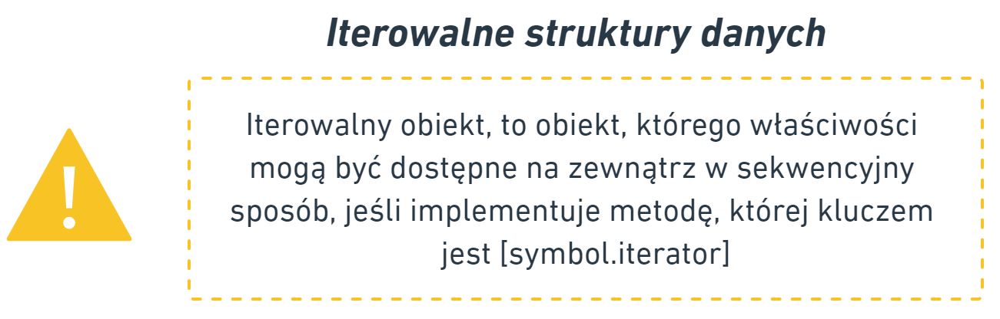 Iterowalne struktury danych
Iterowalny obiekt, to obiekt, którego właściwości
mogą być dostępne na zewnątrz w sekwencyjny
sposób, jeśli implementuje metodę, której kluczem
jest [symbol.iterator]